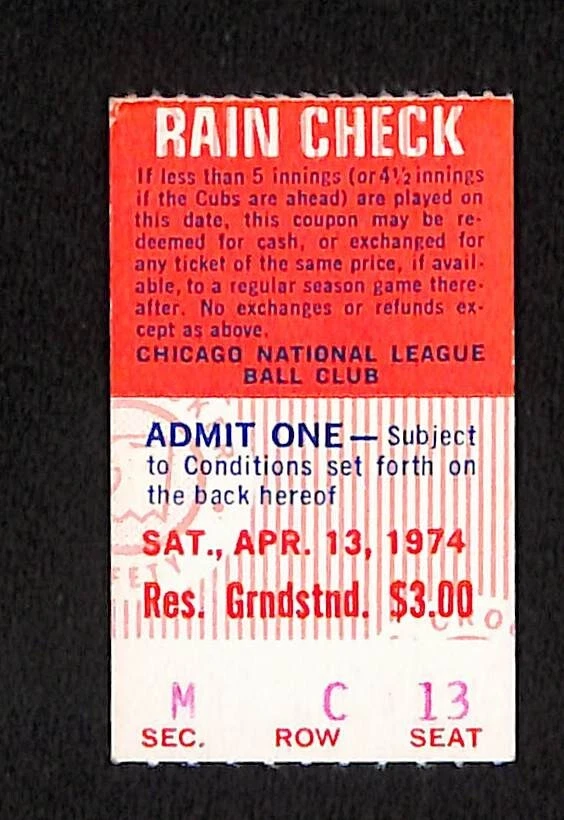 RAIN CHECK
If less than 5 innings (or 4½ innings
if the Cubs are ahead) are played on
this date, this coupon may be re-
deemed for cash, or exchanged for
any ticket of the same price, if avail-
able, to a regular season game there-
after. No exchanges or refunds ex-
cept as above.
CHICAGO NATIONAL LEAGUE
BALL CLUB
ADMIT ONE — Subject
to Conditions set forth on
the back hereof
SAT., APR. 13, 1974
Res. Grndstnd. $3.00
M C 13
SEC. ROW SEAT